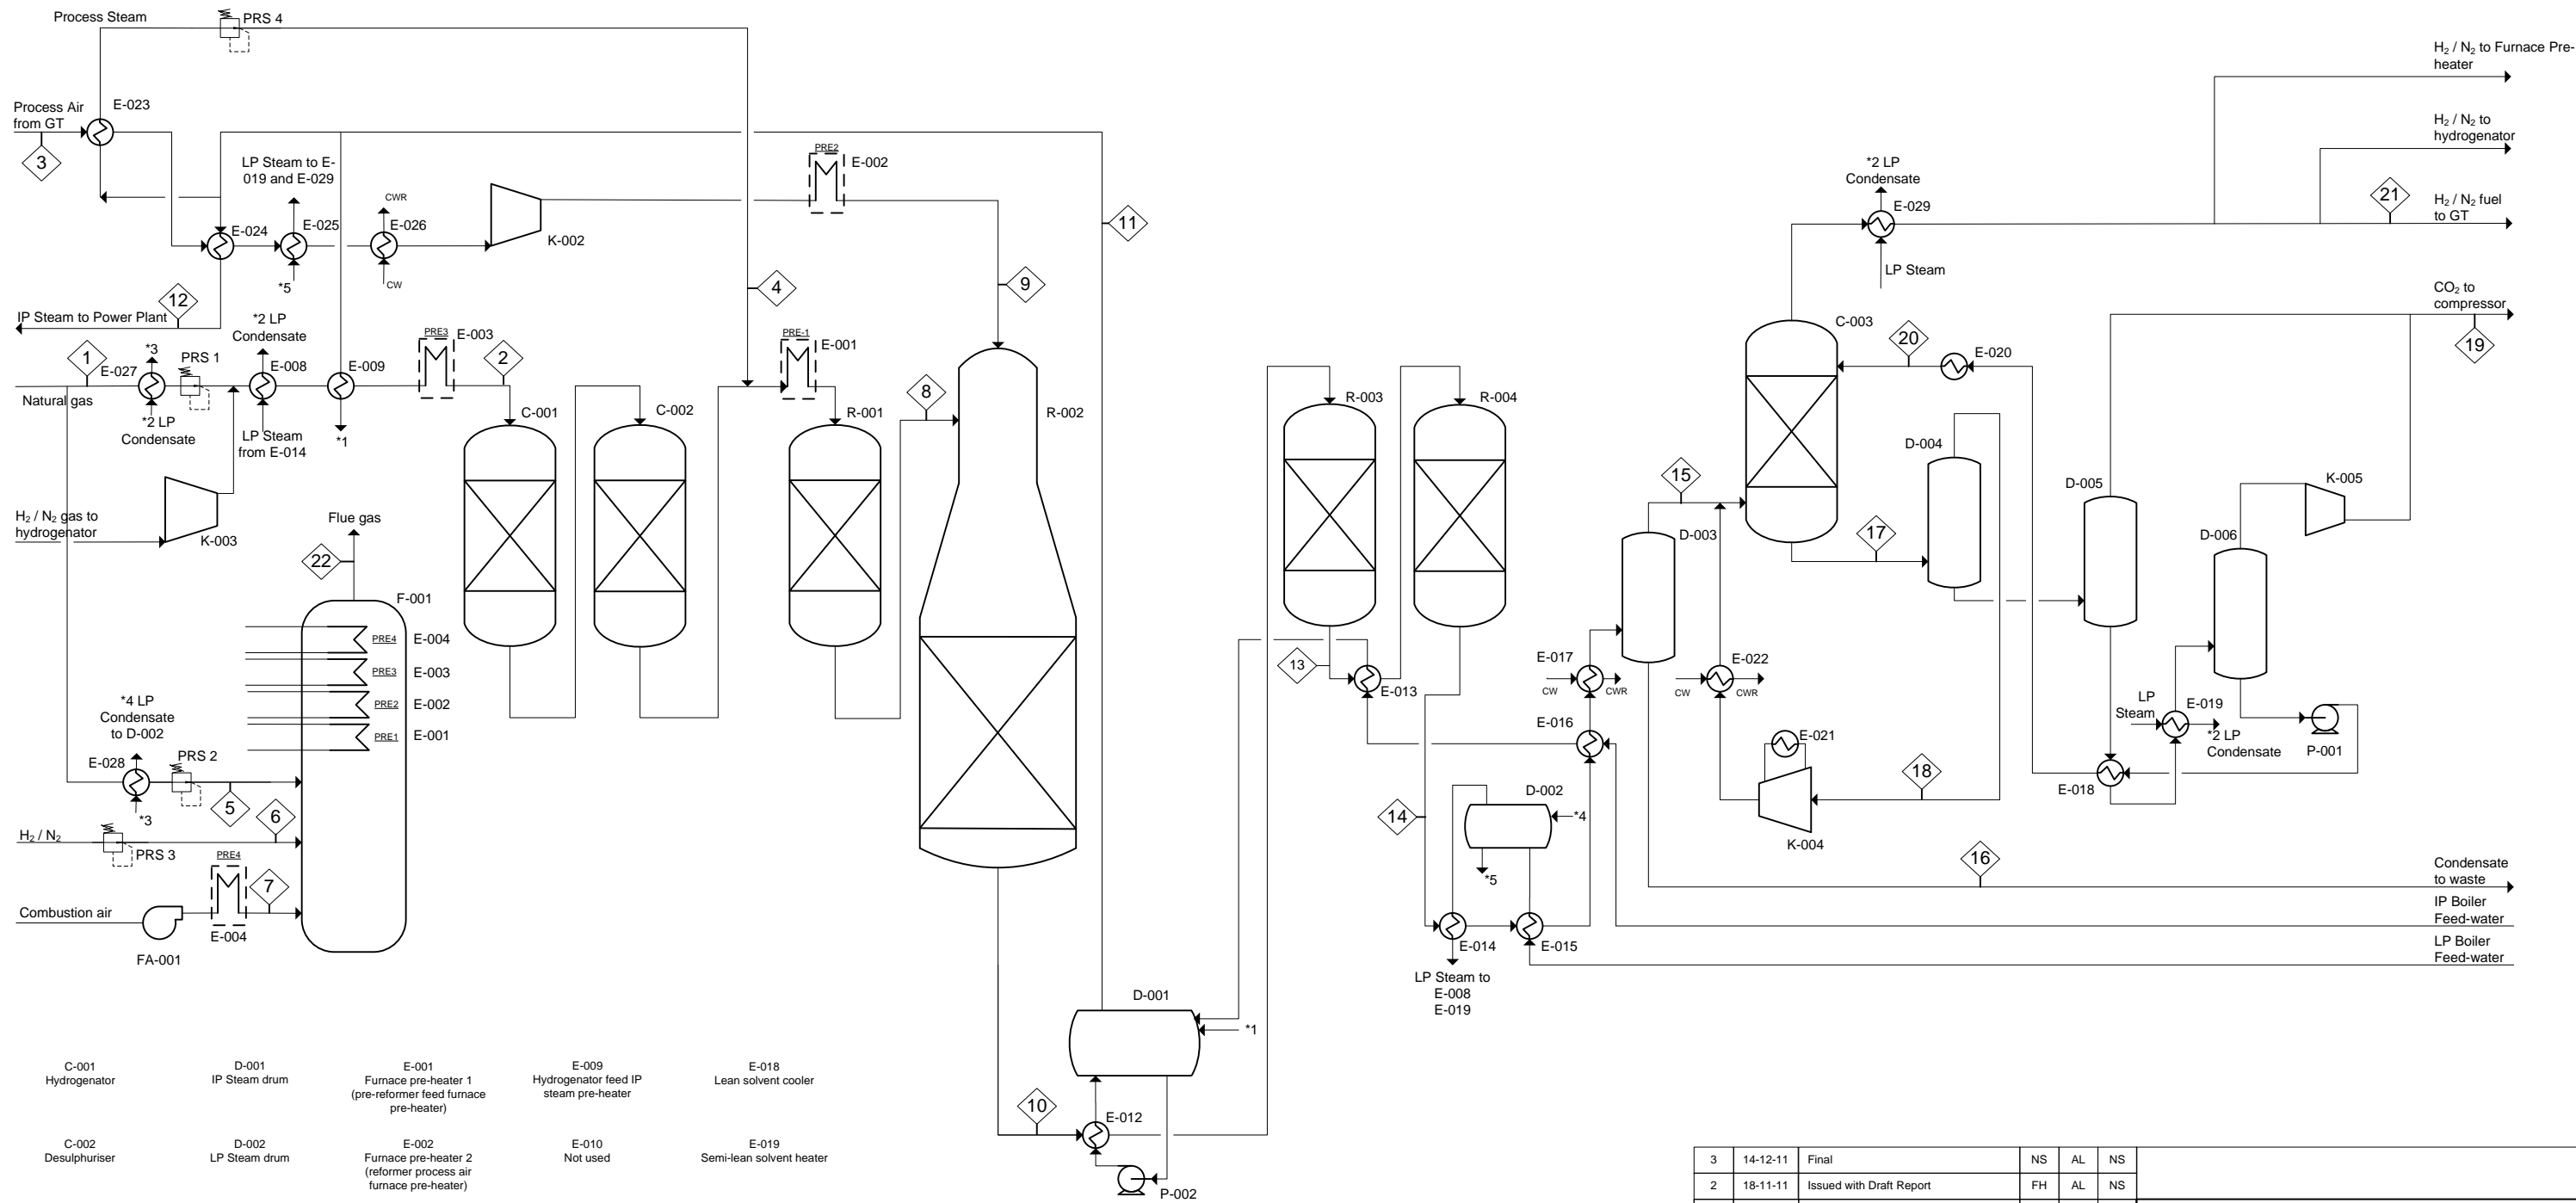 Process Steam
PRS 4
H2 / N2 to Furnace Pre-
heater
Process Air
from GT
E-023
3
LP Steam to E-
019 and E-029
CWR
E-024
E-025
E-026
*5
CW
K-002
PRE2
E-002
11
H2 / N2 to
hydrogenator
*2 LP
Condensate
E-029
LP Steam
21
H2 / N2 fuel
to GT
12
IP Steam to Power Plant
4
9
CO2 to
compressor
19
1
Natural gas
E-027
*3
*2 LP
Condensate
PRS 1
*2 LP
Condensate
E-008
LP Steam
from E-014
E-009
*1
PRE3
E-003
2
PRE-1
E-001
8
C-001
C-002
R-001
R-002
R-003
R-004
C-003
20
E-020
D-004
15
D-003
17
D-005
K-005
D-006
H2 / N2 gas to
hydrogenator
K-003
Flue gas
22
F-001
PRE4
E-004
PRE3
E-003
PRE2
E-002
PRE1
E-001
*4 LP
Condensate
to D-002
E-028
*3
PRS 2
5
6
H2 / N2
PRS 3
PRE4
7
Combustion air
FA-001
E-004
13
E-013
E-017
CW
CWR
E-016
E-022
CW
CWR
E-021
K-004
18
LP
Steam
E-019
*2 LP
Condensate
E-018
P-001
14
D-002
*4
*5
E-014
E-015
LP Steam to
E-008
E-019
16
Condensate
to waste
IP Boiler
Feed-water
LP Boiler
Feed-water
D-001
*1
10
E-012
P-002
C-001
Hydrogenator
D-001
IP Steam drum
E-001
Furnace pre-heater 1
(pre-reformer feed furnace
pre-heater)
E-009
Hydrogenator feed IP
steam pre-heater
E-018
Lean solvent cooler
C-002
Desulphuriser
D-002
LP Steam drum
E-002
Furnace pre-heater 2
(reformer process air
furnace pre-heater)
E-010
Not used
E-019
Semi-lean solvent heater
3 14-12-11 Final NS AL NS
2 18-11-11 Issued with Draft Report FH AL NS